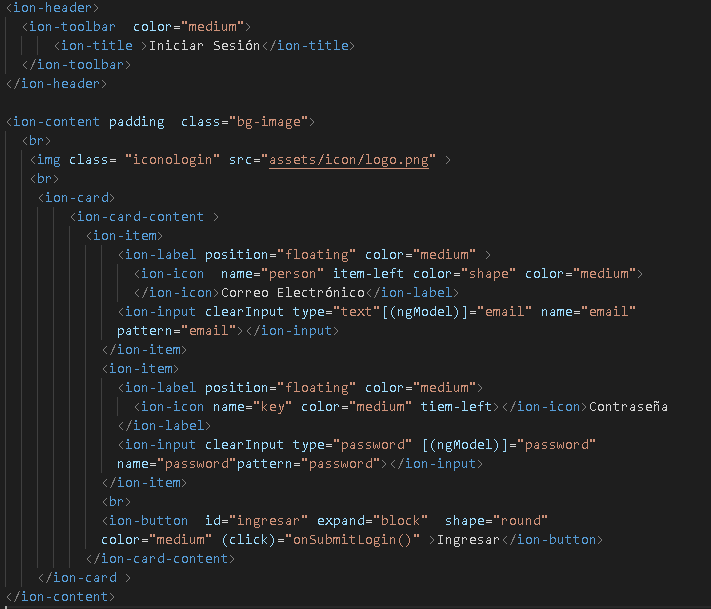 <ion-header>
<ion-toolbar  color="medium">
<ion-title >Iniciar Sesión</ion-title>
</ion-toolbar>
</ion-header>
<ion-content padding  class="bg-image">
<br>
<img class= "iconologin" src="assets/icon/logo.png" >
<br>
<ion-card>
<ion-card-content >
<ion-item>
<ion-label position="floating" color="medium" >
<ion-icon  name="person" item-left color="shape" color="medium">
</ion-icon>Correo Electrónico</ion-label>
<ion-input clearInput type="text"[(ngModel)]="email" name="email"
pattern="email"></ion-input>
</ion-item>
<ion-item>
<ion-label position="floating" color="medium">
<ion-icon name="key" color="medium" tiem-left></ion-icon>Contraseña
</ion-label>
<ion-input clearInput type="password" [(ngModel)]="password"
name="password"pattern="password"></ion-input>
</ion-item>
<br>
<ion-button  id="ingresar" expand="block"  shape="round"
color="medium" (click)="onSubmitLogin()" >Ingresar</ion-button>
</ion-card-content>
</ion-card >
</ion-content>